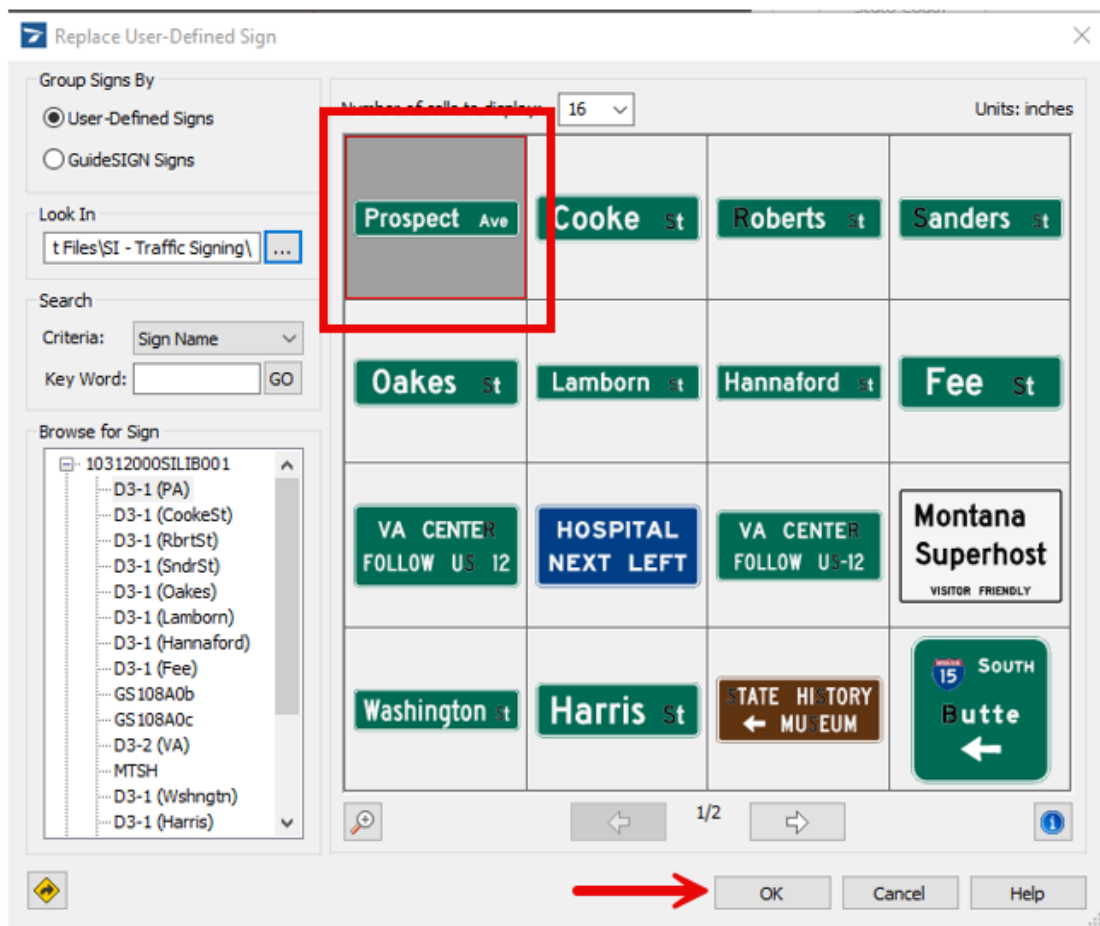 Replace User-Defined Sign
Group Signs By
User-Defined Signs
GuideSIGN Signs
Look In
t Files\SI - Traffic Signing\
...
Search
Criteria: Sign Name
Key Word:
GO
Browse for Sign
10312000SILIB001
D3-1 (PA)
D3-1 (CookeSt)
D3-1 (RbrtSt)
D3-1 (SndrSt)
D3-1 (Oakes)
D3-1 (Lamborn)
D3-1 (Hannaford)
D3-1 (Fee)
GS108A0b
GS108A0c
D3-2 (VA)
MTSH
D3-1 (Wshngtn)
D3-1 (Harris)
Number of cells to display: 16
Units: inches
Prospect Ave
Cooke St
Roberts St
Sanders St
Oakes St
Lamborn St
Hannaford St
Fee St
VA CENTER
FOLLOW US 12
HOSPITAL
NEXT LEFT
VA CENTER
FOLLOW US-12
Montana
Superhost
VISITOR FRIENDLY
Washington St
Harris St
STATE HISTORY
MUSEUM
15 SOUTH
Butte
1/2
OK
Cancel
Help